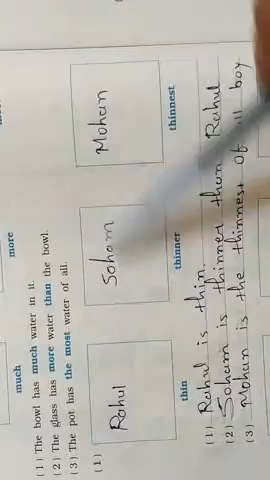 much more
(1) The bowl has much water in it.
(2) The glass has more water than the bowl.
(3) The pot has the most water of all.
(1) Rahul Soham Mohan
thin thinner thinnest
(1) Rahul is thin.
(2) Soham is thinner than Rahul
(3) Mohan is the thinnest of all boy